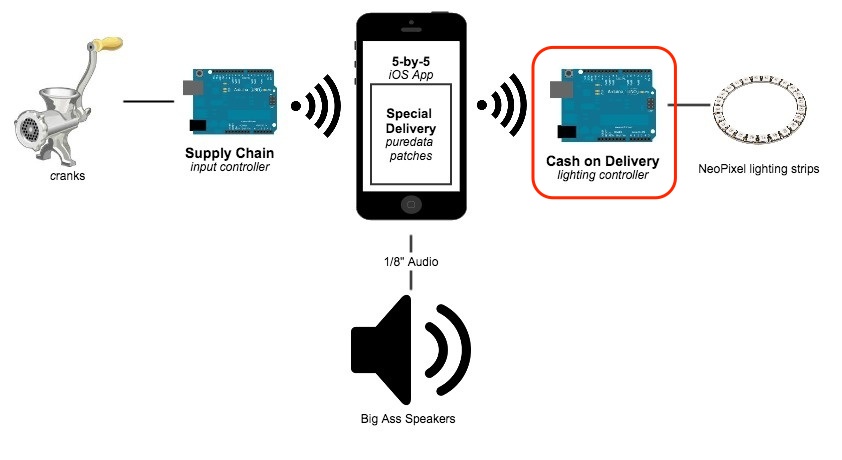 5-by-5
iOS App
Special
Delivery
puredata
patches
cranks
Supply Chain
input controller
Cash on Delivery
lighting controller
NeoPixel lighting strips
1/8" Audio
Big Ass Speakers